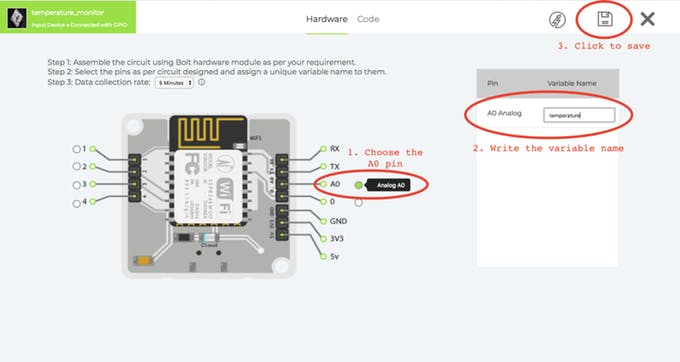 temperature_monitor
Input Device • Connected with GPIO
Hardware
Code
3. Click to save
Step 1: Assemble the circuit using Bolt hardware module as per your requirement.
Step 2: Select the pins as per circuit designed and assign a unique variable name to them.
Step 3: Data collection rate: 5 Minutes
Pin Variable Name
A0 Analog temperature
2. Write the variable name
1. Choose the
A0 pin
WiFi
1
2
3
4
RX
TX
A0
Analog A0
0
GND
3V3
5v
FC
WiFi
Cloud